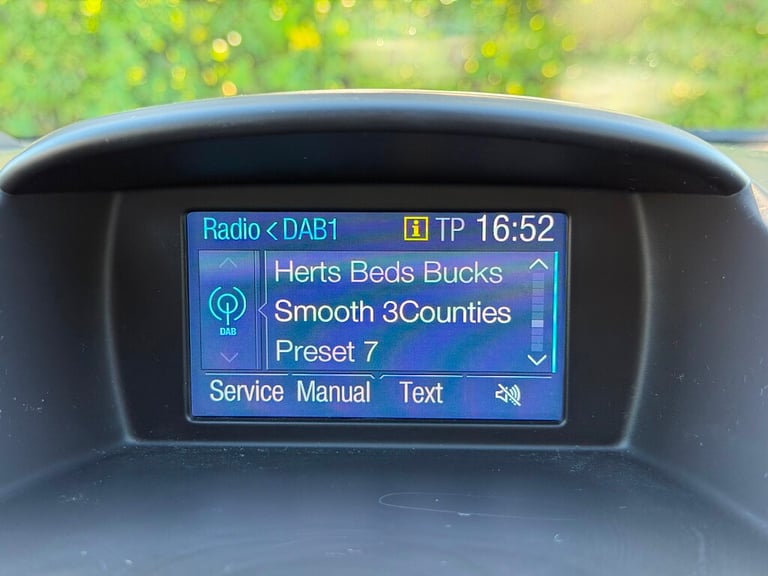 Radio < DAB1 i TP 16:52
Herts Beds Bucks
DAB Smooth 3Counties
Preset 7
Service Manual Text